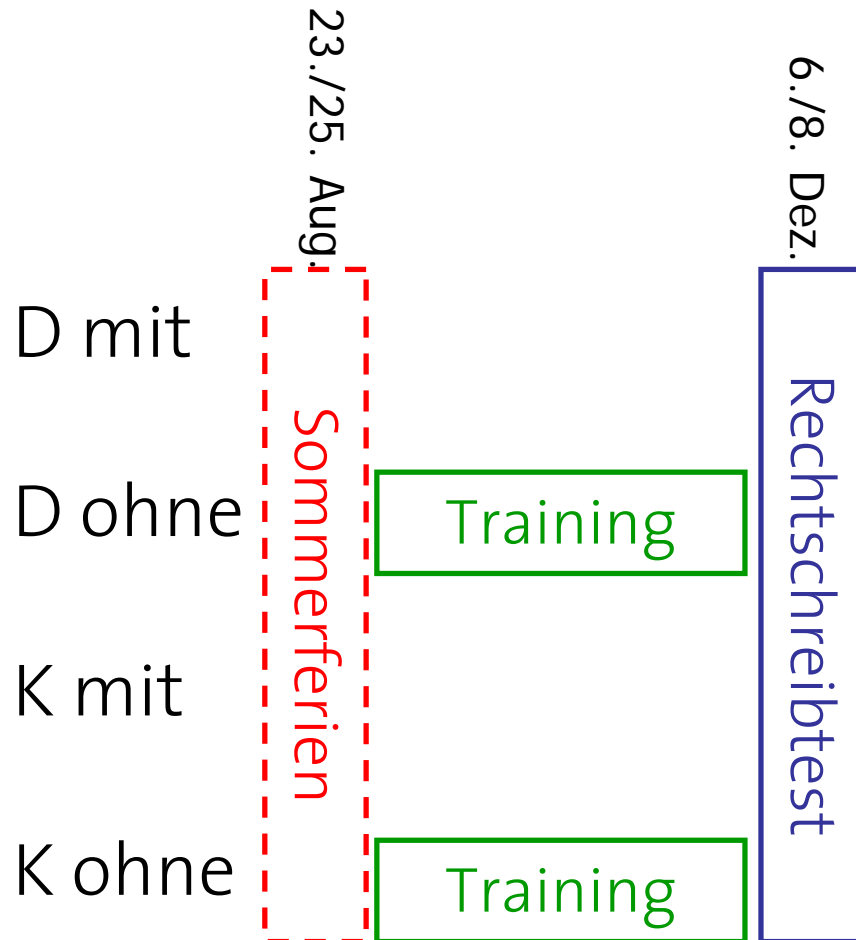 23./25. Aug.
6./8. Dez.
D mit
D ohne
K mit
K ohne
Sommerferien
Training
Training
Rechtschreibtest